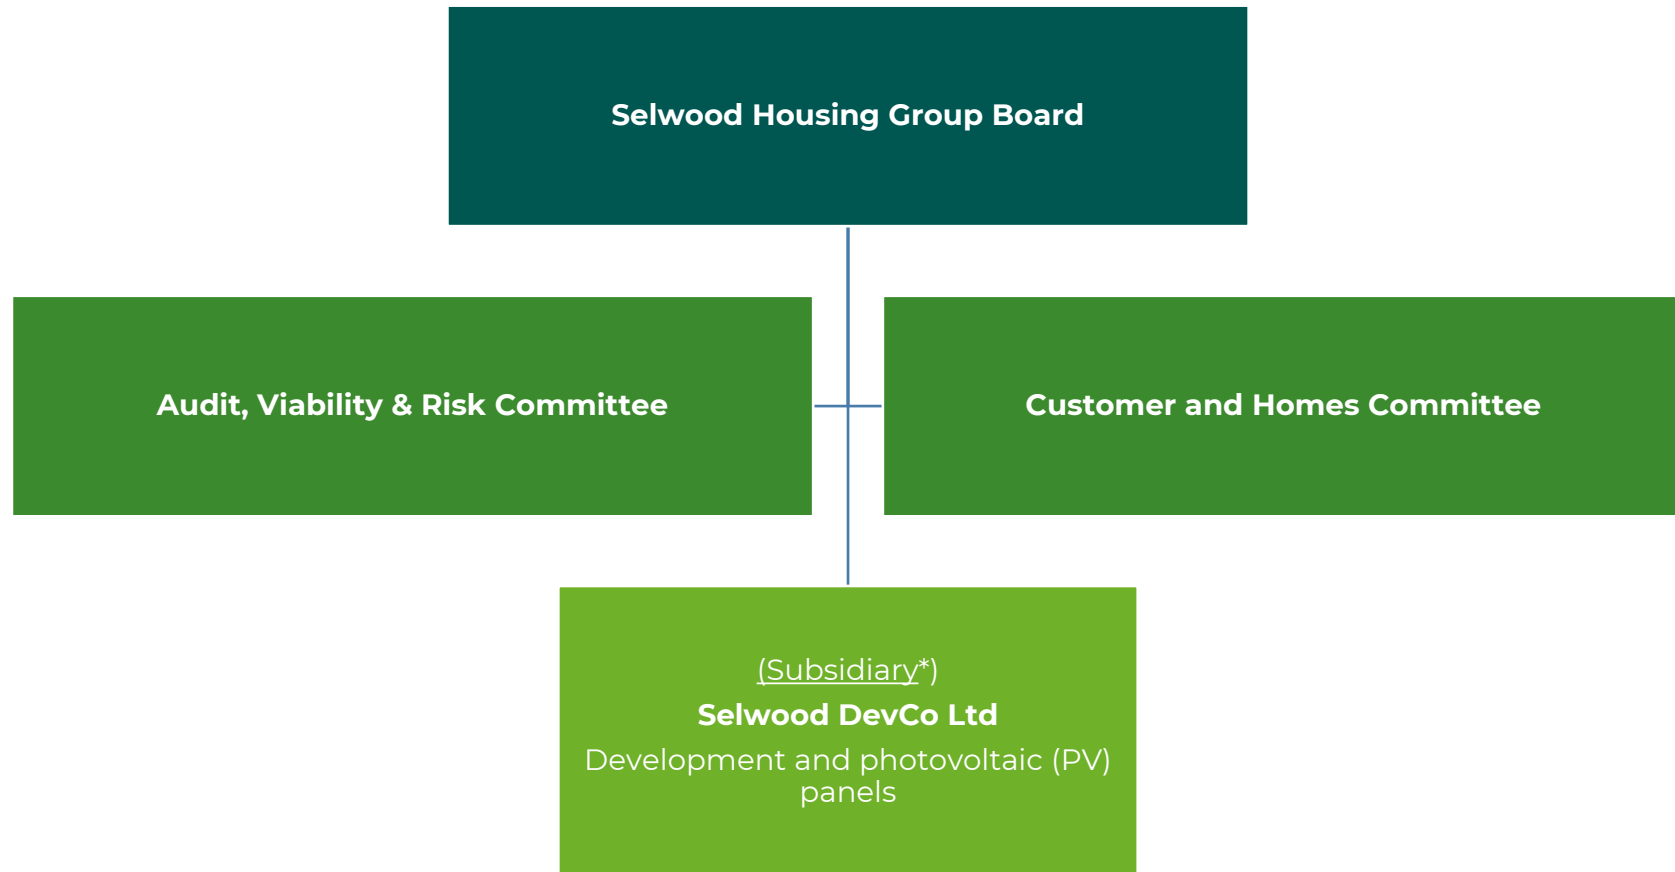 Selwood Housing Group Board
Audit, Viability & Risk Committee
Customer and Homes Committee
(Subsidiary*)
Selwood DevCo Ltd
Development and photovoltaic (PV)
panels